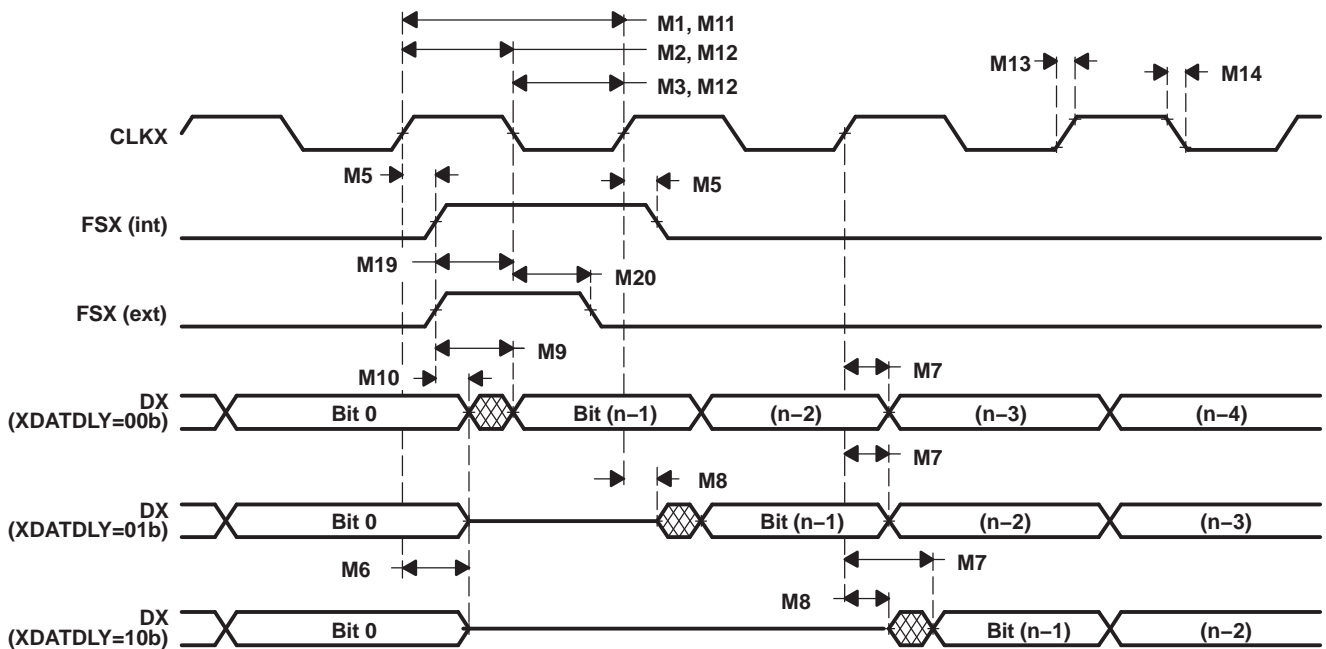 M1, M11
M2, M12
M3, M12
M13
M14
CLKX
M5
M5
FSX (int)
M19
M20
FSX (ext)
M9
M10
M7
DX
(XDATDLY=00b)
Bit 0
Bit (n–1)
(n–2)
(n–3)
(n–4)
M7
M8
DX
(XDATDLY=01b)
Bit 0
Bit (n–1)
(n–2)
(n–3)
M6
M7
M8
DX
(XDATDLY=10b)
Bit 0
Bit (n–1)
(n–2)